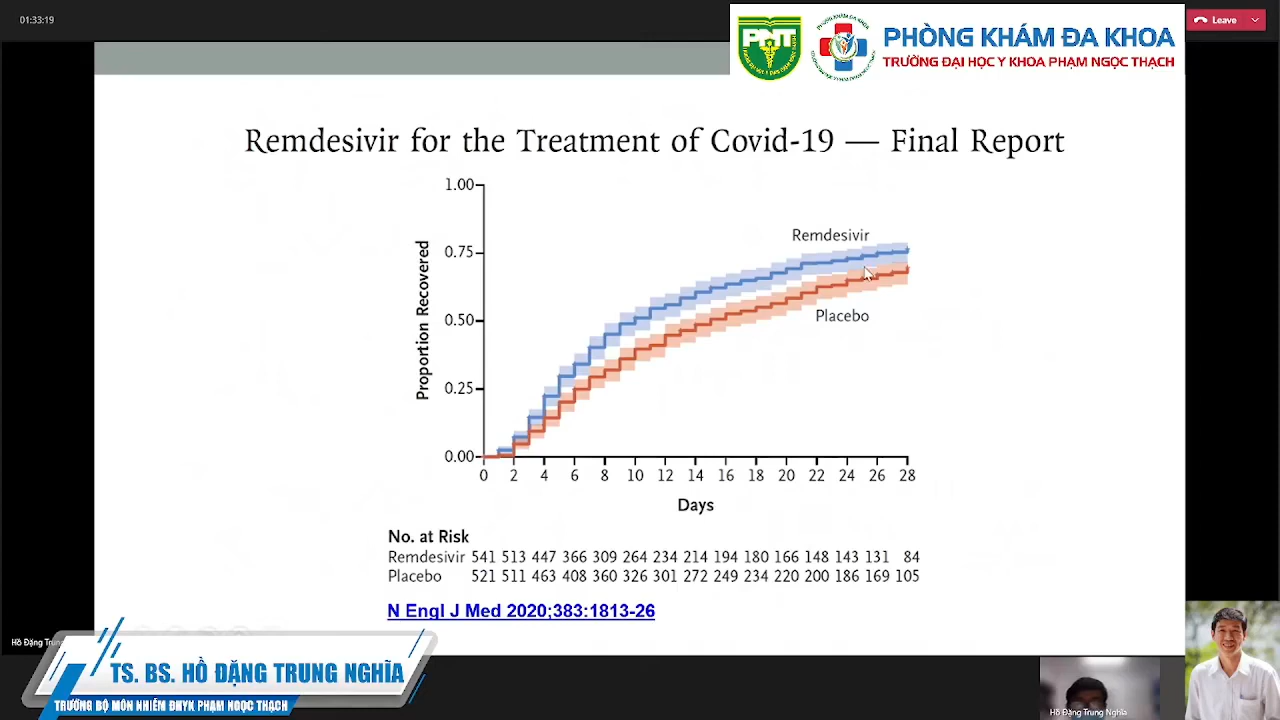 01:33:19
PNT
PHÒNG KHÁM ĐA KHOA
TRƯỜNG ĐẠI HỌC Y KHOA PHẠM NGỌC THẠCH
Leave
Remdesivir for the Treatment of Covid-19 — Final Report
1.00
0.75
0.50
0.25
0.00
Proportion Recovered
Remdesivir
Placebo
0 2 4 6 8 10 12 14 16 18 20 22 24 26 28
Days
No. at Risk
Remdesivir 541 513 447 366 309 264 234 214 194 180 166 148 143 131 84
Placebo 521 511 463 408 360 326 301 272 249 234 220 200 186 169 105
N Engl J Med 2020;383:1813-26
Hồ Đặng Trung
TS. BS. HỒ ĐẶNG TRUNG NGHĨA
TRƯỞNG BỘ MÔN NHIỄM ĐHYK PHẠM NGỌC THẠCH
Hồ Đặng Trung Nghĩa